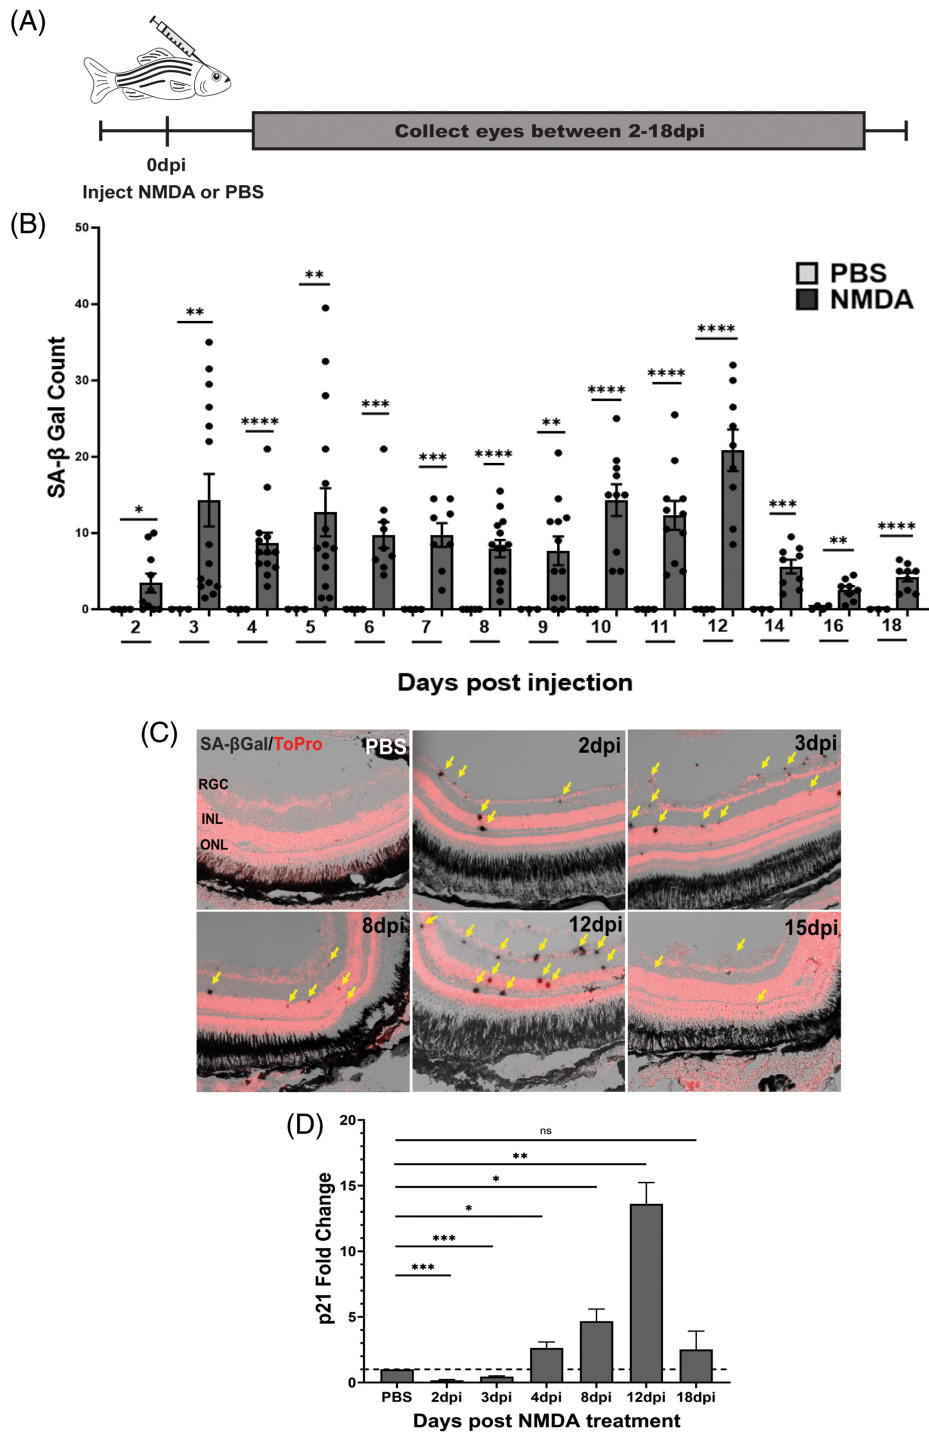 (A)
Collect eyes between 2-18dpi
0dpi
Inject NMDA or PBS
(B)
SA-β Gal Count
50
40
30
20
10
0
PBS
NMDA
* ** **** ** *** *** **** ** **** **** **** *** ** ****
2 3 4 5 6 7 8 9 10 11 12 14 16 18
Days post injection
(C)
SA-βGal/ToPro
PBS
RGC
INL
ONL
2dpi
3dpi
8dpi
12dpi
15dpi
(D)
p21 Fold Change
20
15
10
5
0
ns
**
*
*
***
***
PBS 2dpi 3dpi 4dpi 8dpi 12dpi 18dpi
Days post NMDA treatment